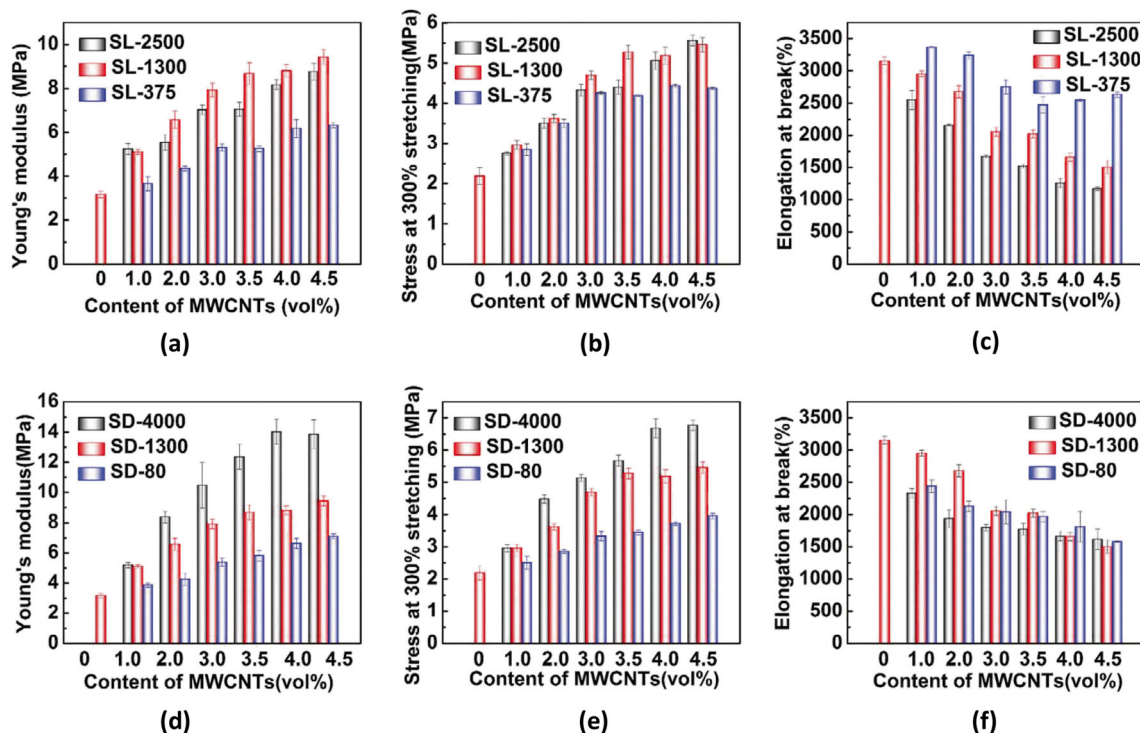 Young's modulus (MPa)
10
8
6
4
2
0
SL-2500
SL-1300
SL-375
0 1.0 2.0 3.0 3.5 4.0 4.5
Content of MWCNTs (vol%)
(a)
Stress at 300% stretching(MPa)
6
5
4
3
2
1
0
SL-2500
SL-1300
SL-375
0 1.0 2.0 3.0 3.5 4.0 4.5
Content of MWCNTs(vol%)
(b)
Elongation at break(%)
3500
3000
2500
2000
1500
1000
500
0
SL-2500
SL-1300
SL-375
0 1.0 2.0 3.0 3.5 4.0 4.5
Content of MWCNTs(vol%)
(c)
Young's modulus(MPa)
16
14
12
10
8
6
4
2
0
SD-4000
SD-1300
SD-80
0 1.0 2.0 3.0 3.5 4.0 4.5
Content of MWCNTs(vol%)
(d)
Stress at 300% stretching (MPa)
7
6
5
4
3
2
1
0
SD-4000
SD-1300
SD-80
0 1.0 2.0 3.0 3.5 4.0 4.5
Content of MWCNTs(vol%)
(e)
Elongation at break(%)
3500
3000
2500
2000
1500
1000
500
0
SD-4000
SD-1300
SD-80
0 1.0 2.0 3.0 3.5 4.0 4.5
Content of MWCNTs(vol%)
(f)